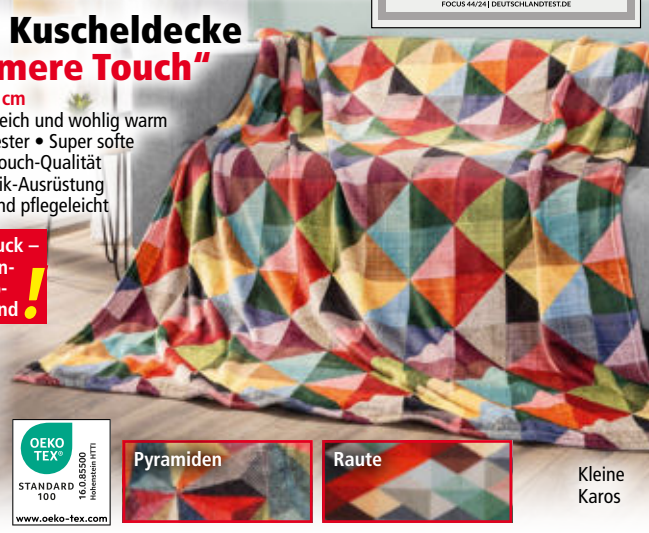 FOCUS 44/24 | DEUTSCHLANDTEST.DE
Kuscheldecke
mere Touch“
cm
eich und wohlig warm
ester • Super softe
ouch-Qualität
ik-Ausrüstung
nd pflegeleicht
uck –
n-
-
nd!
OEKO
TEX®
STANDARD
100
16.0.85500
Hohenstein HTTI
www.oeko-tex.com
Pyramiden
Raute
Kleine
Karos